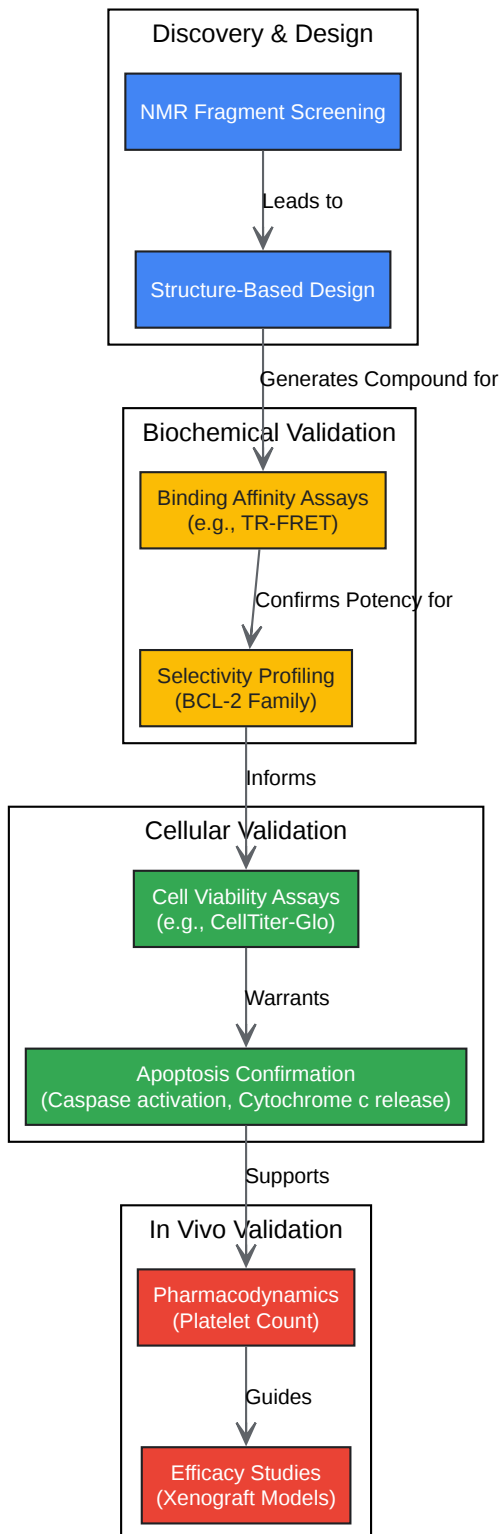 Discovery & Design
NMR Fragment Screening
Leads to
Structure-Based Design
Generates Compound for
Biochemical Validation
Binding Affinity Assays
(e.g., TR-FRET)
Confirms Potency for
Selectivity Profiling
(BCL-2 Family)
Informs
Cellular Validation
Cell Viability Assays
(e.g., CellTiter-Glo)
Warrants
Apoptosis Confirmation
(Caspase activation, Cytochrome c release)
Supports
In Vivo Validation
Pharmacodynamics
(Platelet Count)
Guides
Efficacy Studies
(Xenograft Models)